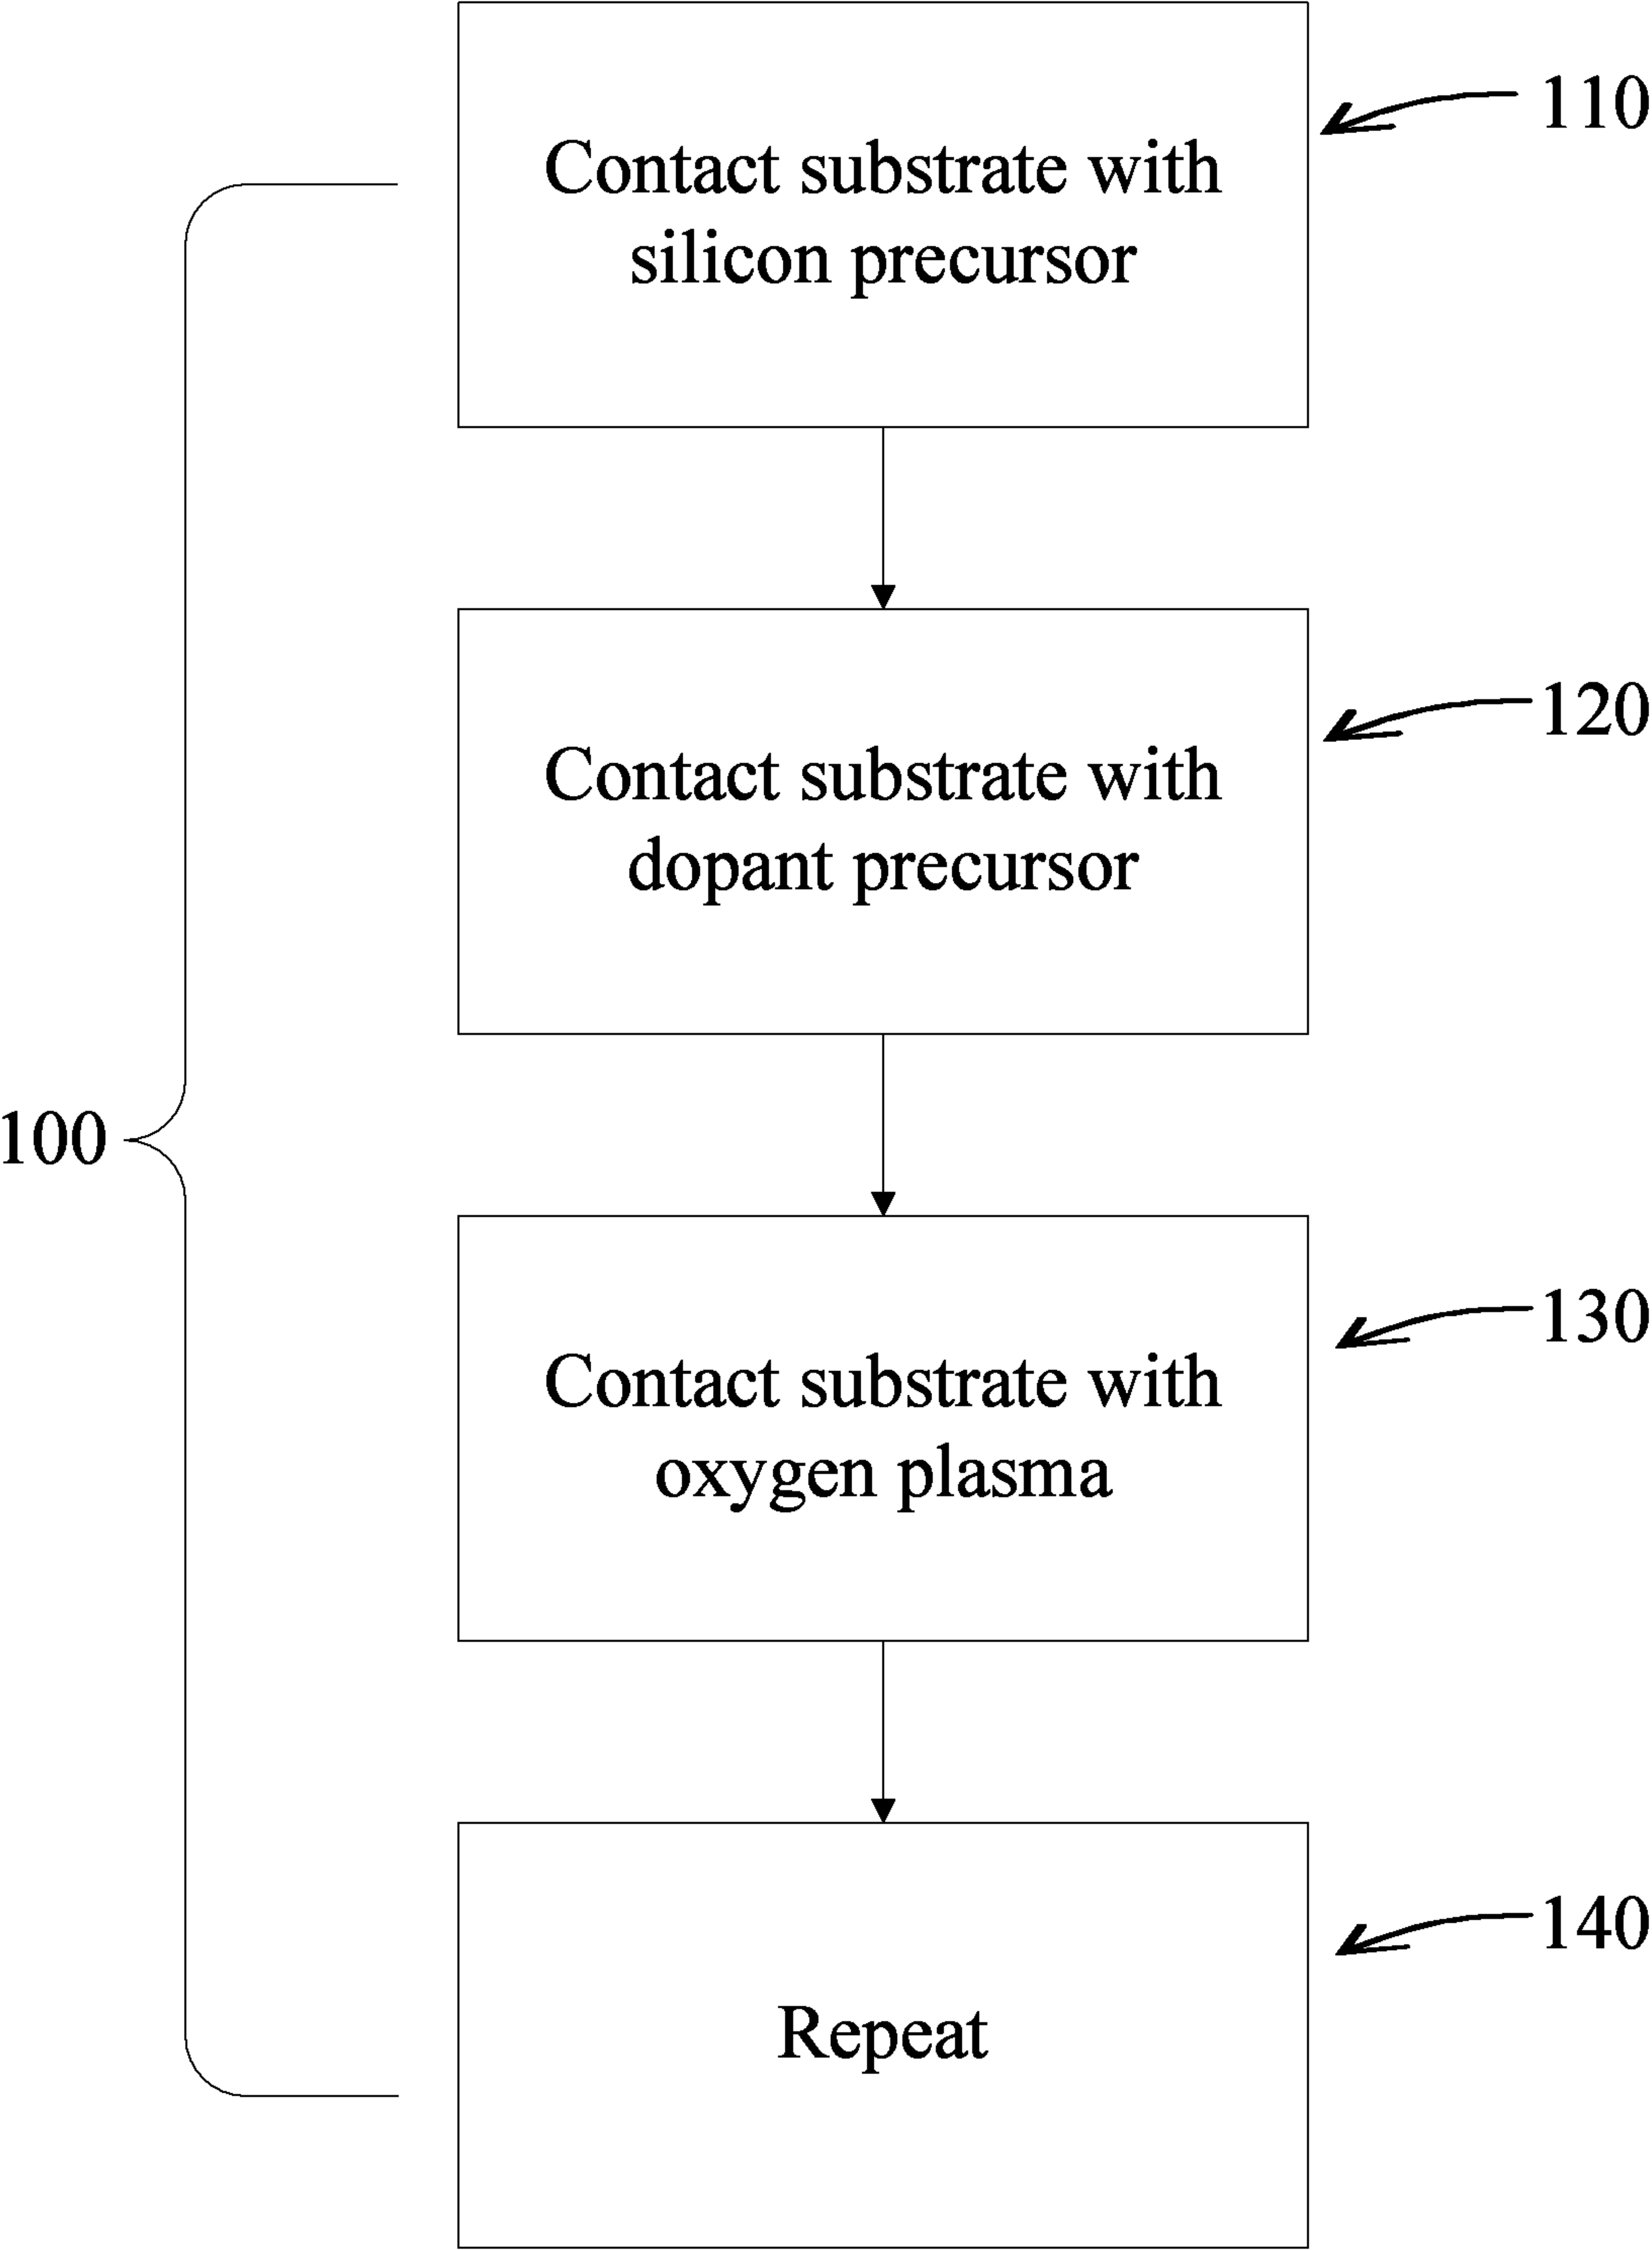 Contact substrate with
silicon precursor
110
Contact substrate with
dopant precursor
120
100
Contact substrate with
oxygen plasma
130
Repeat
140